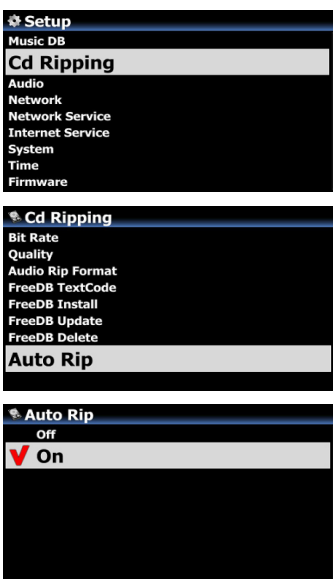 Setup
Music DB
Cd Ripping
Audio
Network
Network Service
Internet Service
System
Time
Firmware
Cd Ripping
Bit Rate
Quality
Audio Rip Format
FreeDB TextCode
FreeDB Install
FreeDB Update
FreeDB Delete
Auto Rip
Auto Rip
Off
On